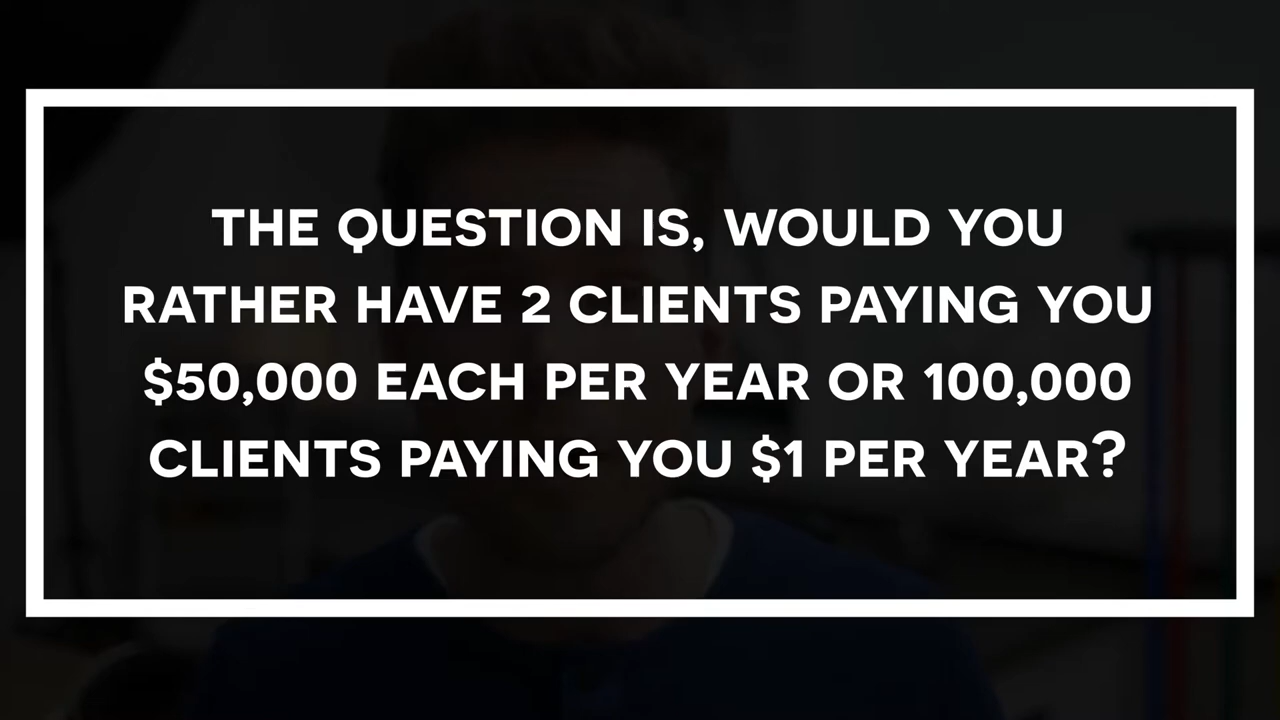 THE QUESTION IS, WOULD YOU
RATHER HAVE 2 CLIENTS PAYING YOU
$50,000 EACH PER YEAR OR 100,000
CLIENTS PAYING YOU $1 PER YEAR?